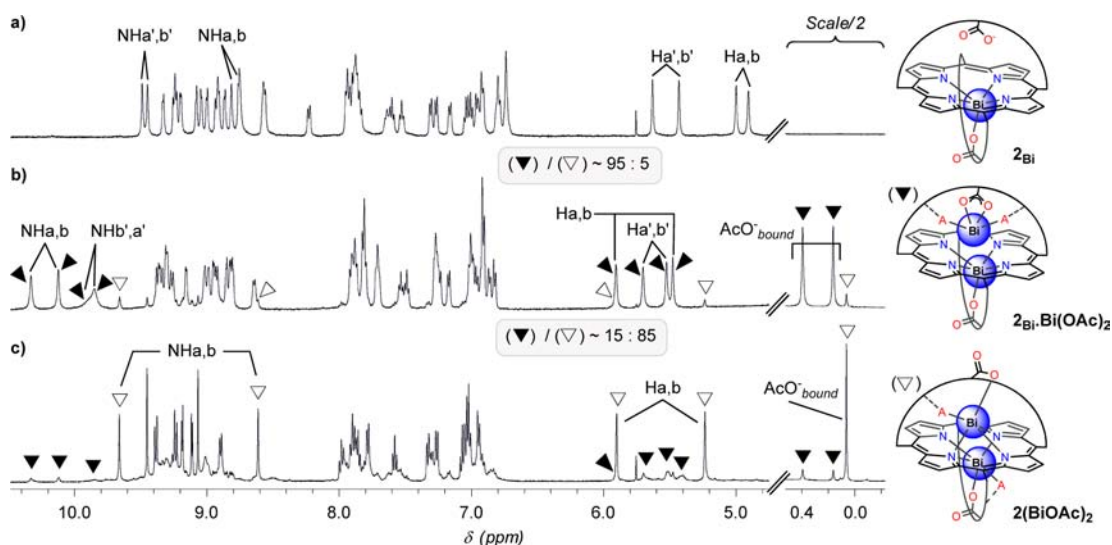 a)
NHa',b' NHa,b Ha',b' Ha,b Scale/2
O O⁻
N N N N Bi
O O
2Bi
(▼) / (▽) ~ 95 : 5
b)
NHa,b NHb',a' Ha,b Ha',b' AcO⁻bound
(▼)
O O
A Bi A
N N N N Bi
O O
2Bi.Bi(OAc)2
(▼) / (▽) ~ 15 : 85
c)
NHa,b Ha,b AcO⁻bound
(▽)
O O
A Bi
N N N N Bi
O A
O
2(BiOAc)2
10.0 9.0 8.0 7.0 6.0 5.0 0.4 0.0
δ (ppm)